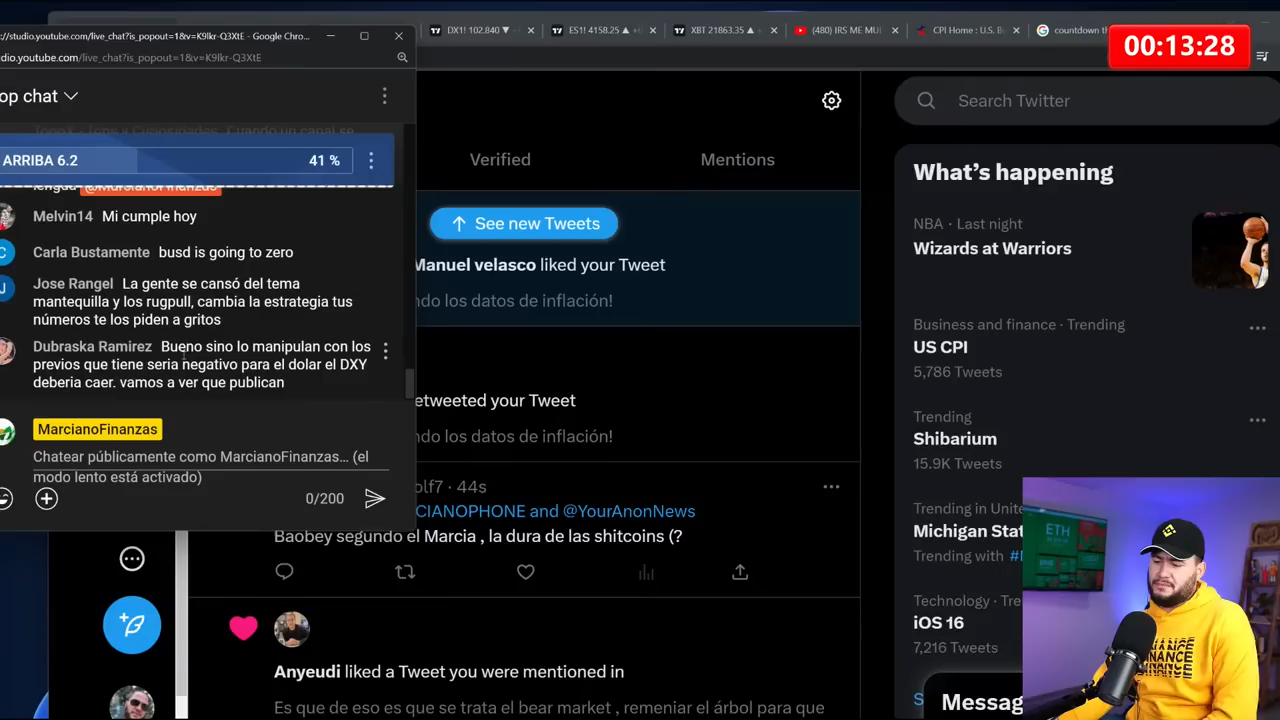 DX1! 102.840 ▼
ES1! 4158.25 ▲
XBT 21863.35 ▲
(480) IRS ME MU
CPI Home : U.S. B
countdown th
00:13:28
//studio.youtube.com/live_chat?is_popout=1&v=K9lkr-Q3XtE - Google Chro...
dio.youtube.com/live_chat?is_popout=1&v=K9lkr-Q3XtE
op chat
ARRIBA 6.2
41 %
@MarcianoFinanzas
Melvin14 Mi cumple hoy
Carla Bustamente busd is going to zero
Jose Rangel La gente se cansó del tema
mantequilla y los rugpull, cambia la estrategia tus
números te los piden a gritos
Dubraska Ramirez Bueno sino lo manipulan con los
previos que tiene seria negativo para el dolar el DXY
deberia caer. vamos a ver que publican
MarcianoFinanzas
Chatear públicamente como MarcianoFinanzas... (el
modo lento está activado)
0/200
Verified
Mentions
See new Tweets
Manuel velasco liked your Tweet
ndo los datos de inflación!
etweeted your Tweet
ndo los datos de inflación!
olf7 · 44s
CIANOPHONE and @YourAnonNews
Baobey segundo el Marcia , la dura de las shitcoins (?
Anyeudi liked a Tweet you were mentioned in
Es que de eso es que se trata el bear market , remeniar el árbol para que
Search Twitter
What's happening
NBA · Last night
Wizards at Warriors
Business and finance · Trending
US CPI
5,786 Tweets
Trending
Shibarium
15.9K Tweets
Trending in Unite
Michigan Stat
Trending with #
Technology · Tre
iOS 16
7,216 Tweets
S
Messag
ETH
BINANCE